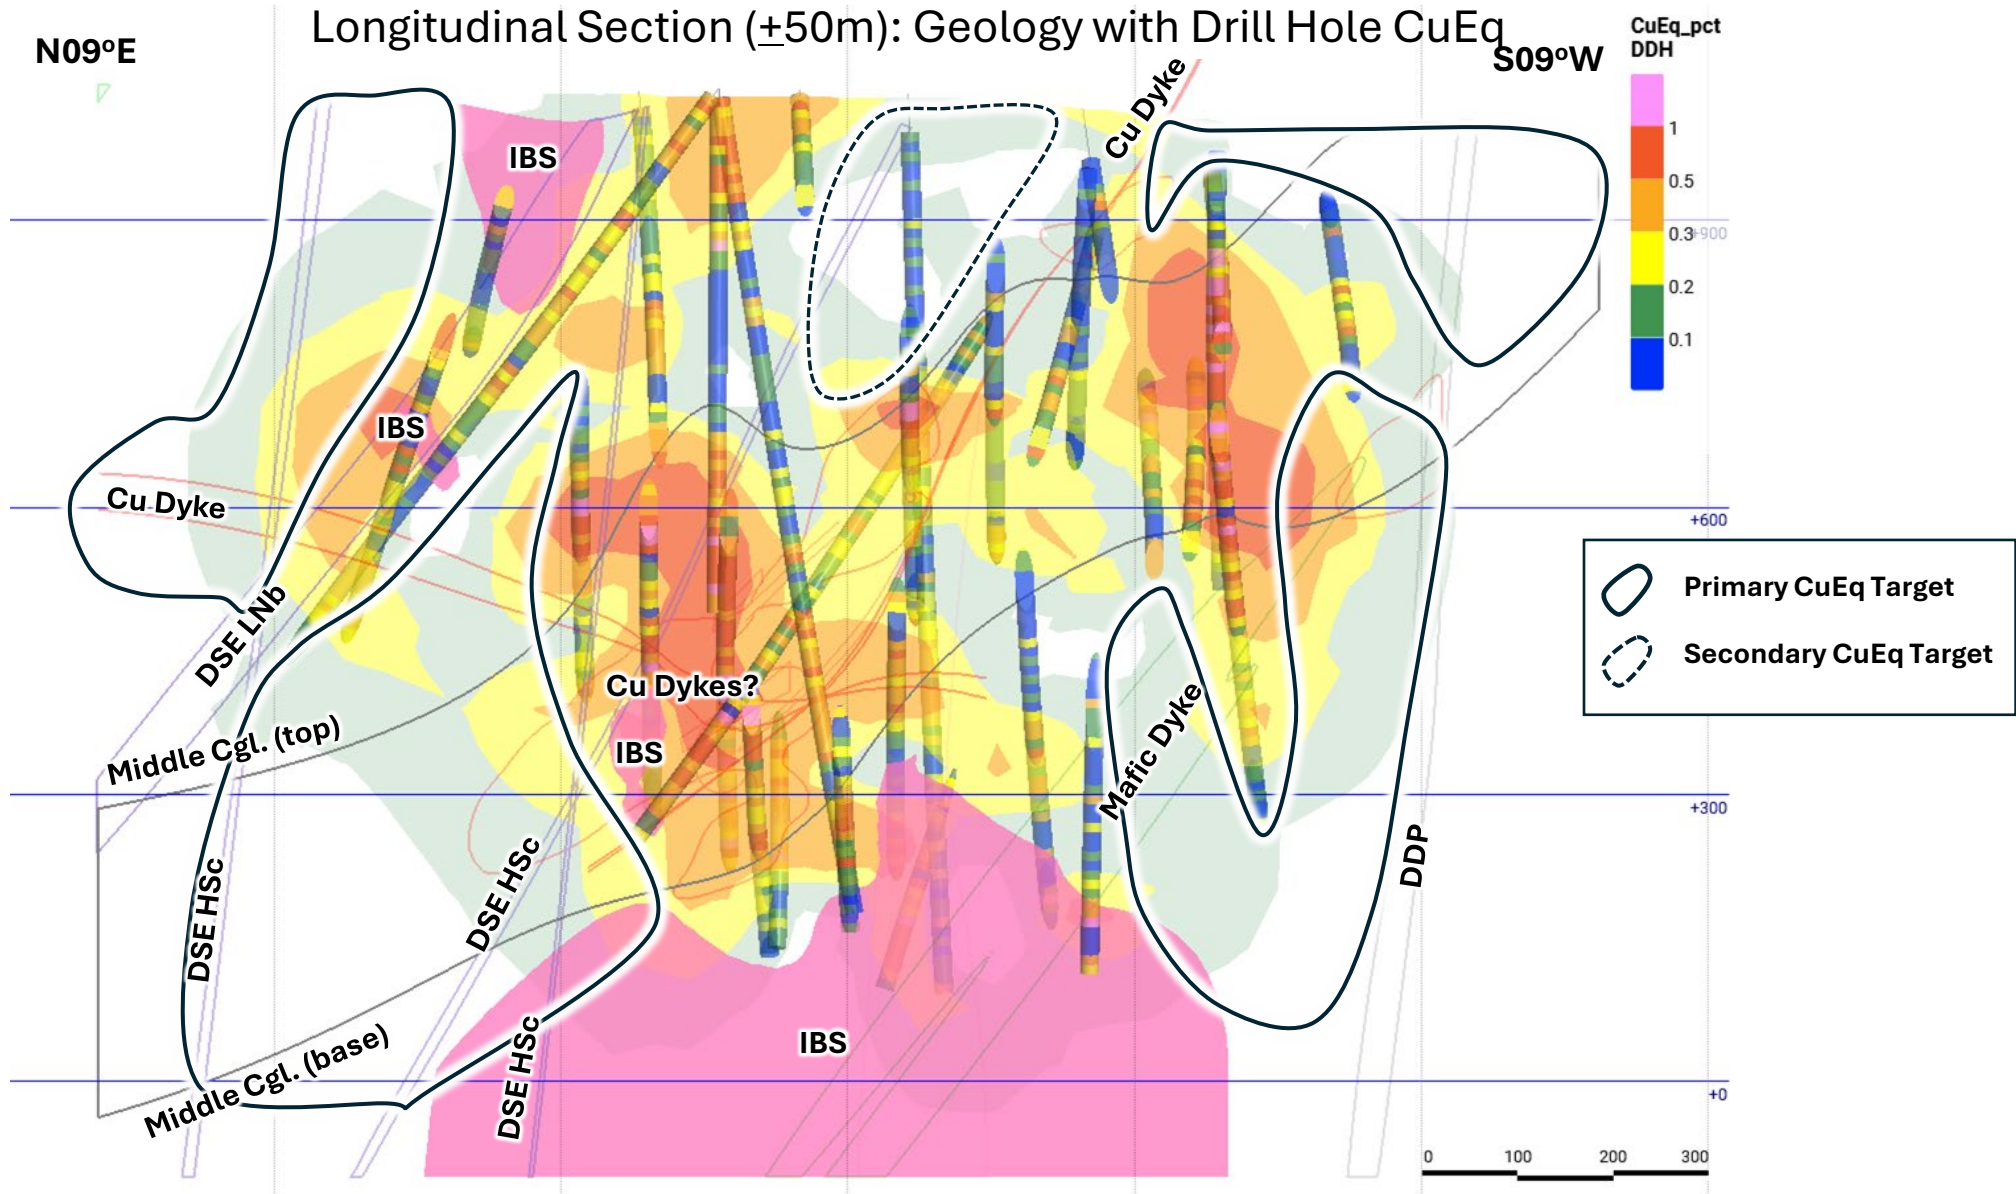 Longitudinal Section (±50m): Geology with Drill Hole CuEq
N09ºE
S09ºW
CuEq_pct
DDH
1
0.5
0.3
0.2
0.1
+900
Cu Dyke
IBS
IBS
Cu Dyke
+600
Primary CuEq Target
Secondary CuEq Target
DSE LNb
Cu Dykes?
Middle Cgl. (top)
IBS
Mafic Dyke
+300
DDP
DSE HSc
DSE HSc
IBS
DSE HSc
Middle Cgl. (base)
+0
0 100 200 300